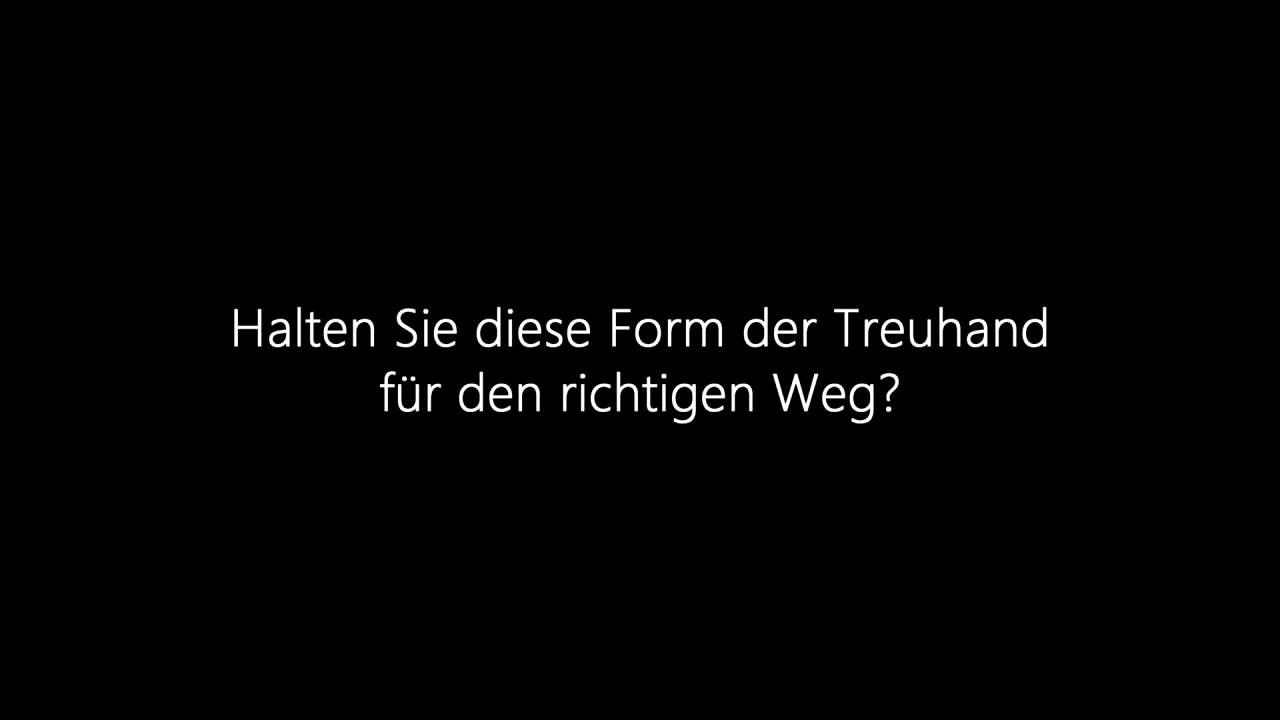 Halten Sie diese Form der Treuhand
für den richtigen Weg?